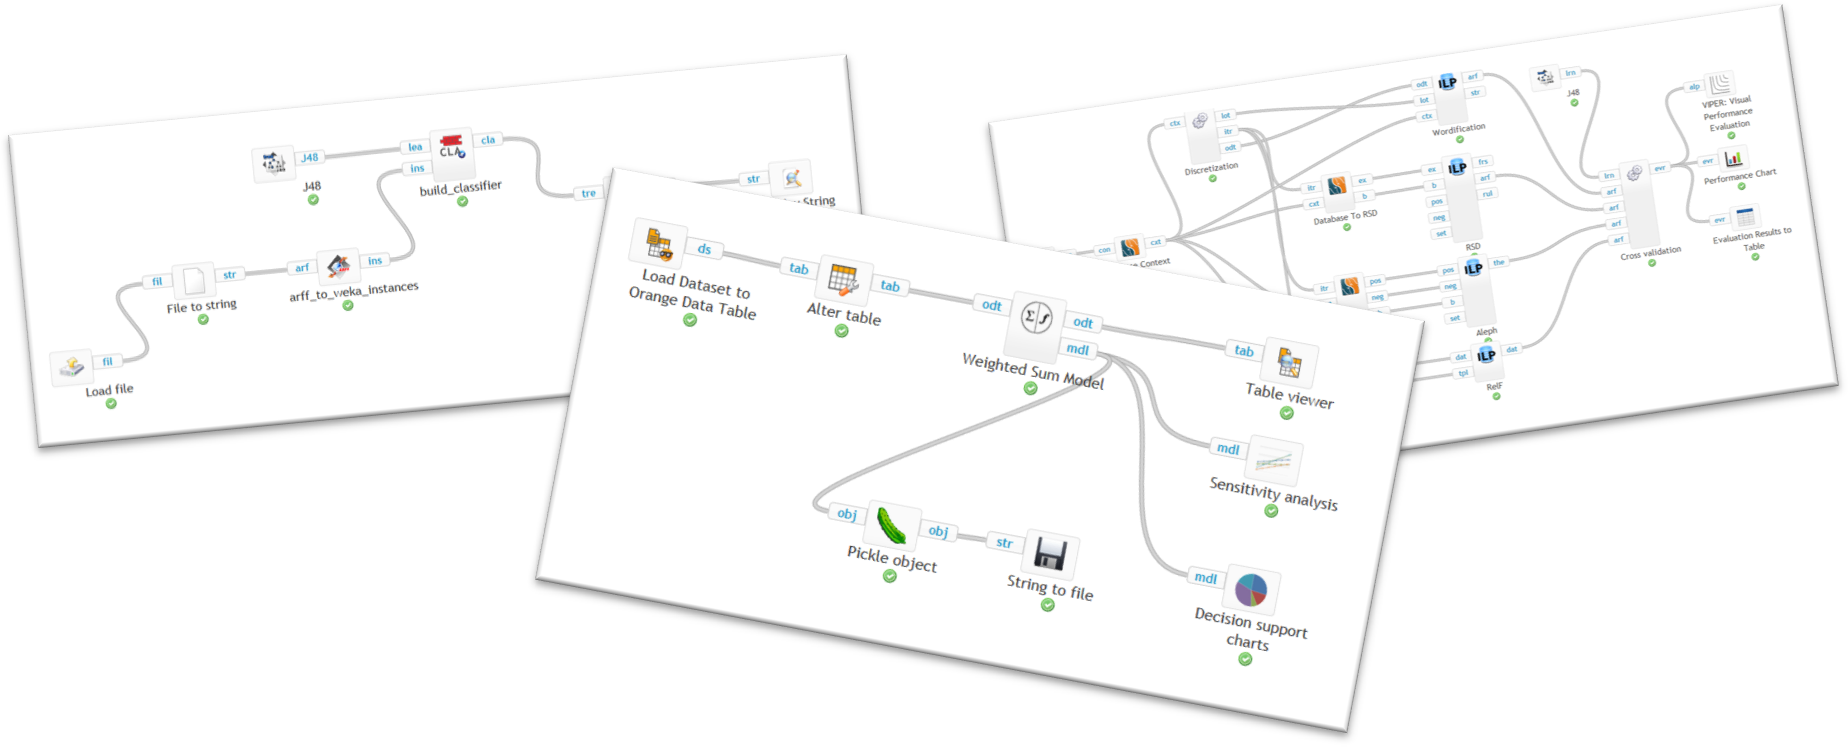 J48
J48
lea
CLA
cla
ins
build_classifier
tre
str
String
fil
str
File to string
arf
ins
arff_to_weka_instances
fil
Load file
ds
Load Dataset to
Orange Data Table
tab
tab
Alter table
odt
Σ f
odt
mdl
Weighted Sum Model
tab
Table viewer
mdl
Sensitivity analysis
obj
obj
Pickle object
str
String to file
mdl
Decision support
charts
ctx
lot
itr
odt
Discretization
odt
lot
ctx
ILP
arf
str
Wordification
lrn
J48
alp
VIPER: Visual
Performance
Evaluation
itr
cxt
ex
b
Database To RSD
ex
b
pos
neg
set
ILP
frs
arf
rul
RSD
lrn
arf
arf
arf
arf
evr
Cross validation
evr
Performance Chart
evr
Evaluation Results to
Table
con
cxt
Context
itr
pos
neg
pos
neg
b
set
ILP
the
Aleph
dat
tpl
ILP
dat
RelF